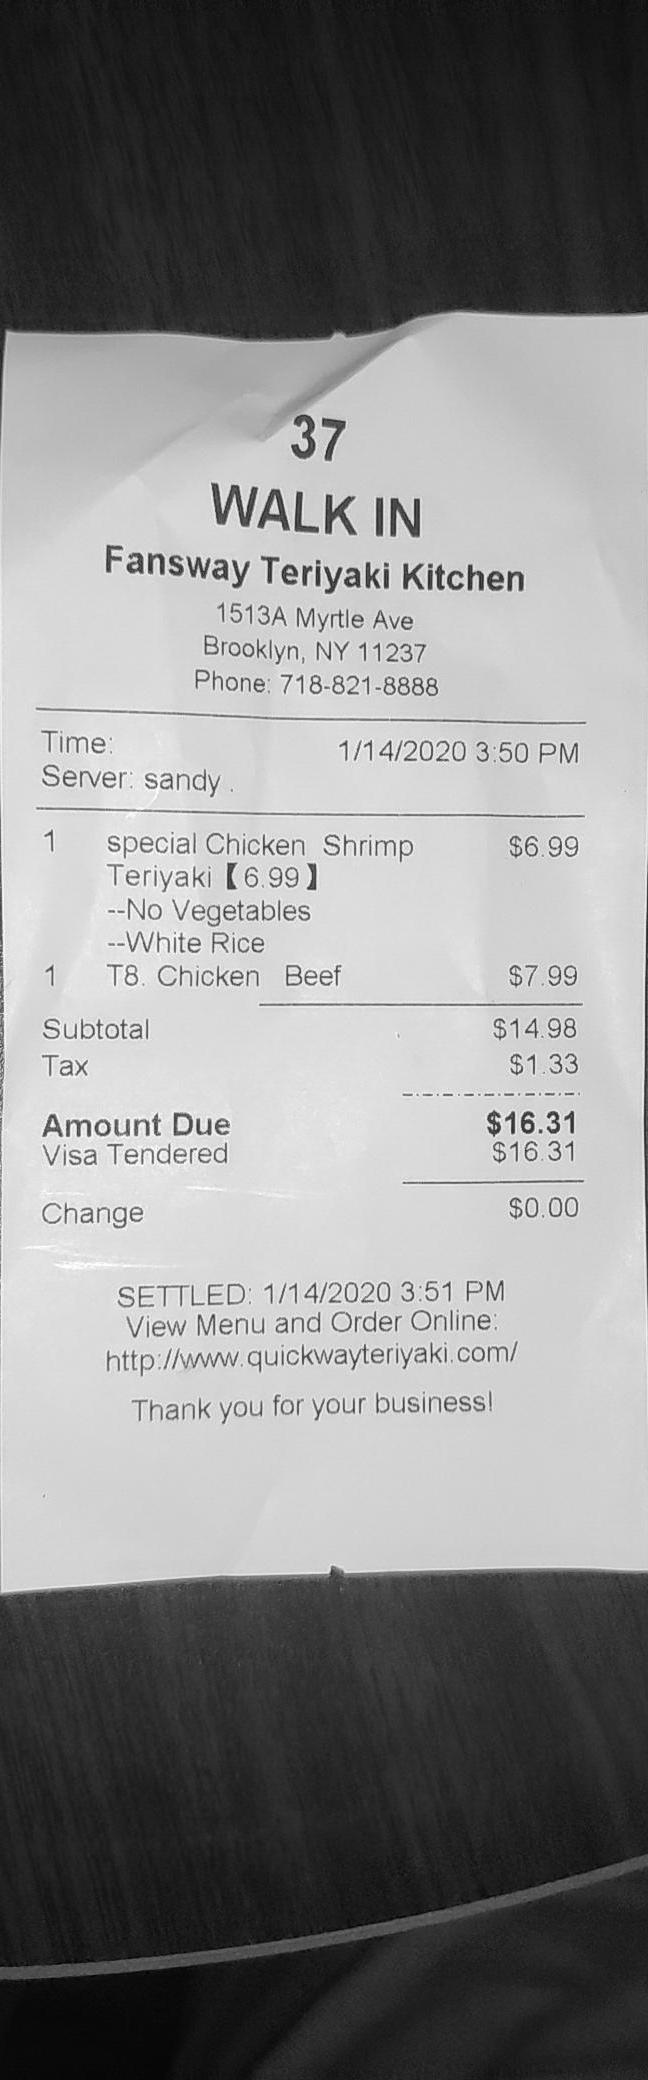 37
WALK IN
Fansway Teriyaki Kitchen
1513A Myrtle Ave
Brooklyn, NY 11237
Phone: 718-821-8888
Time: 1/14/2020 3:50 PM
Server: sandy .
1 special Chicken Shrimp $6.99
Teriyaki【6.99】
--No Vegetables
--White Rice
1 T8. Chicken Beef $7.99
Subtotal $14.98
Tax $1.33
Amount Due $16.31
Visa Tendered $16.31
Change $0.00
SETTLED: 1/14/2020 3:51 PM
View Menu and Order Online:
http://www.quickwayteriyaki.com/
Thank you for your business!